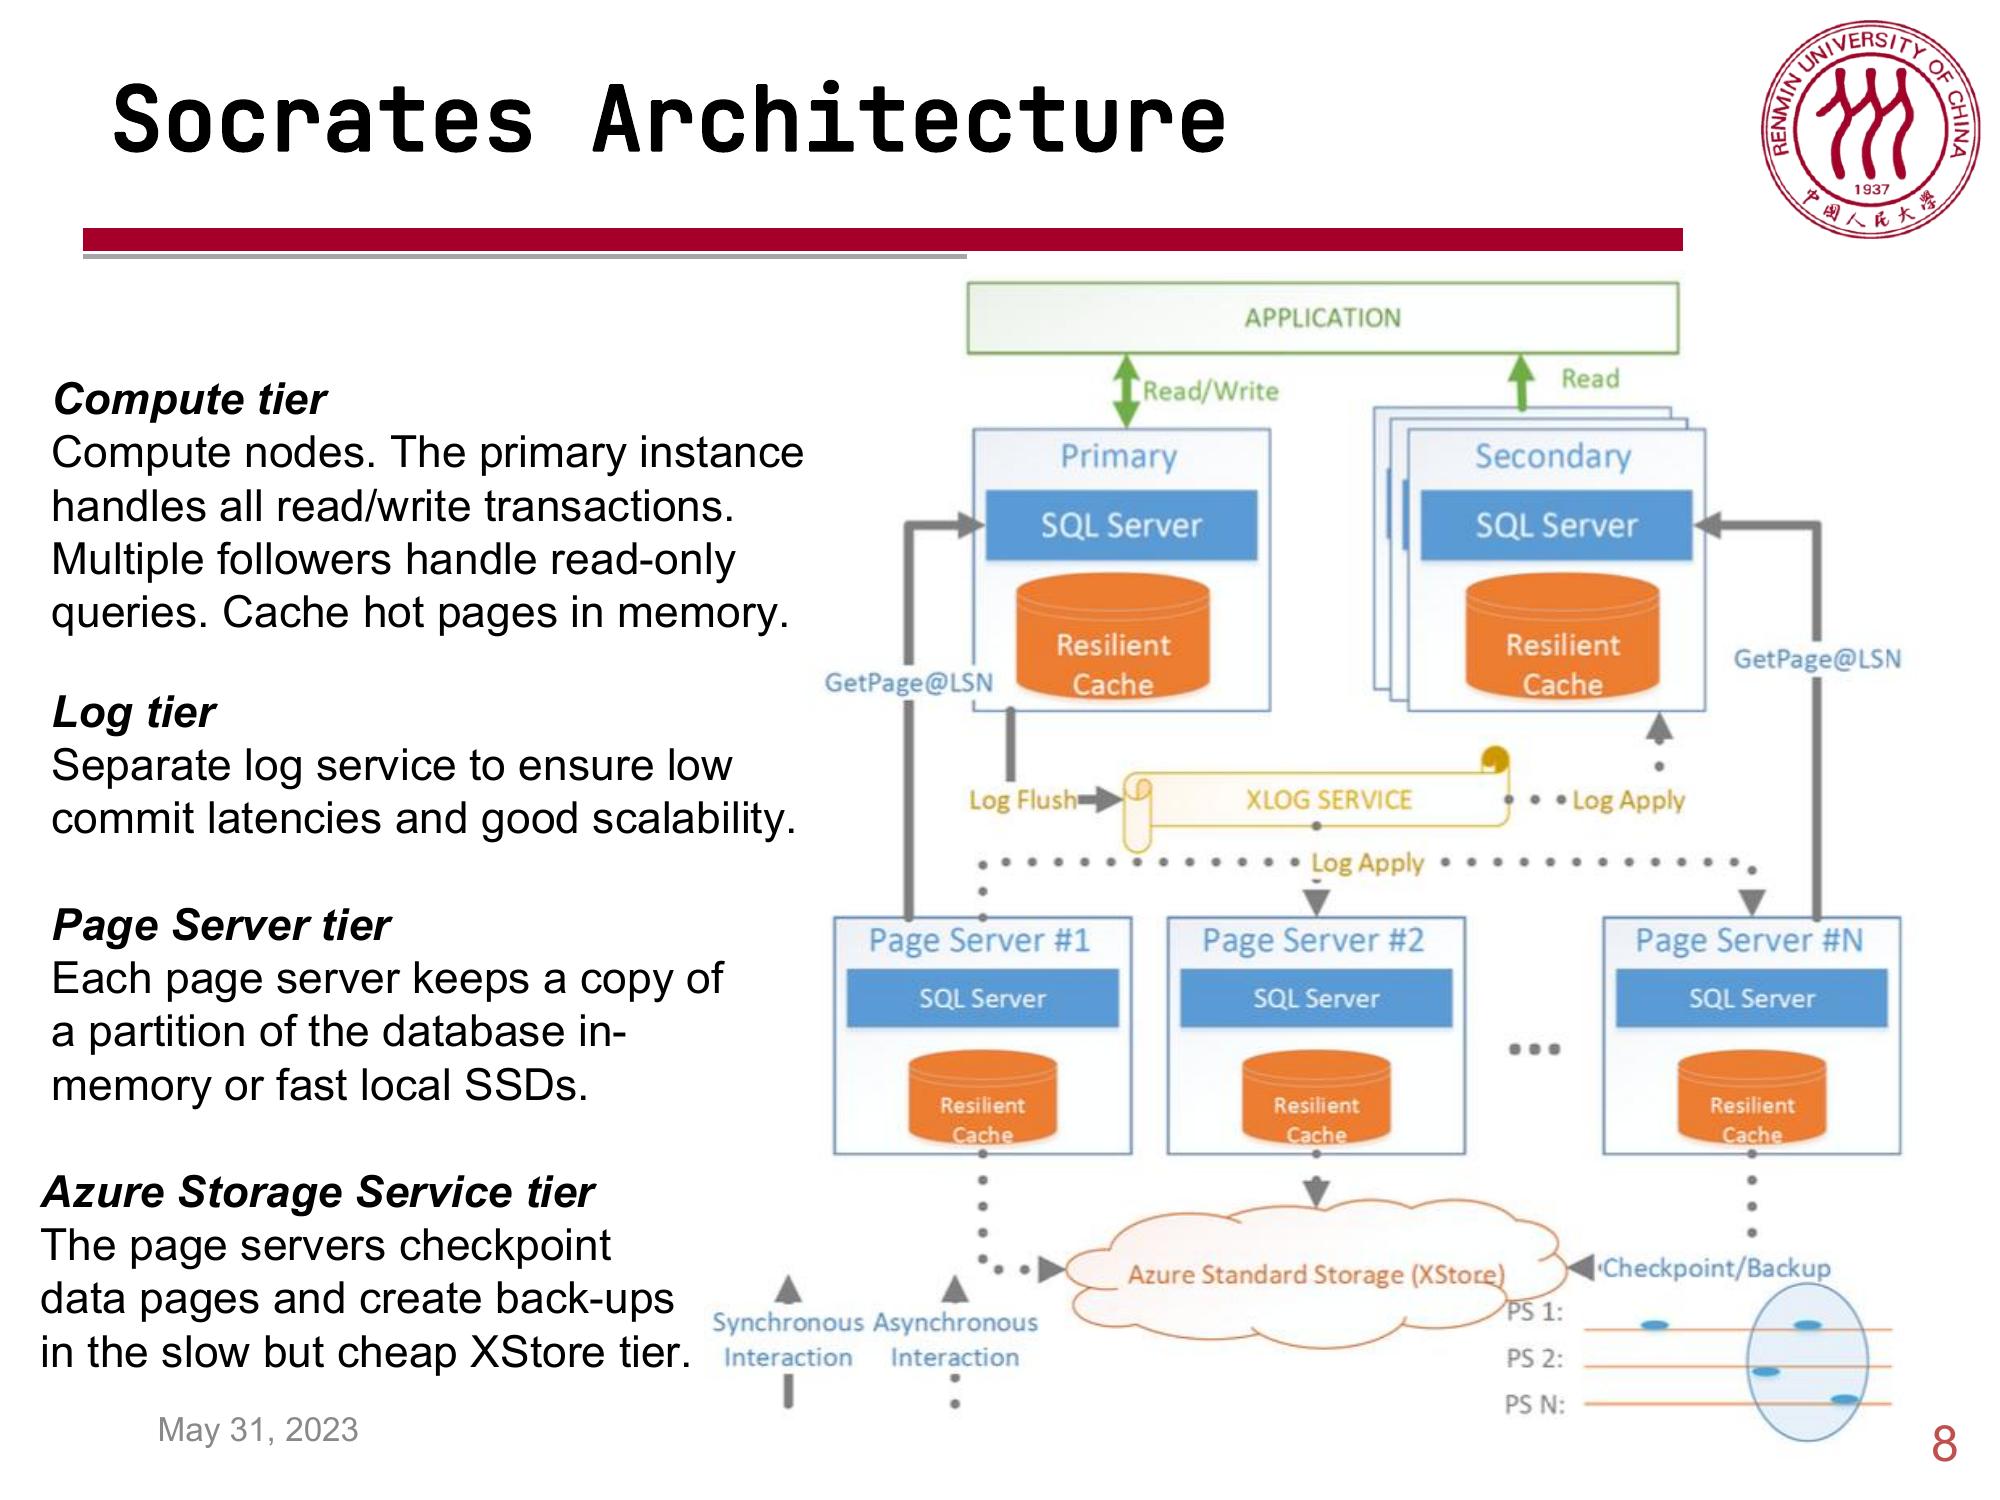 Socrates Architecture
RENMIN UNIVERSITY OF CHINA
1937
中国人民大学
Compute tier
Compute nodes. The primary instance
handles all read/write transactions.
Multiple followers handle read-only
queries. Cache hot pages in memory.
Log tier
Separate log service to ensure low
commit latencies and good scalability.
Page Server tier
Each page server keeps a copy of
a partition of the database in-
memory or fast local SSDs.
Azure Storage Service tier
The page servers checkpoint
data pages and create back-ups
in the slow but cheap XStore tier.
APPLICATION
Read/Write
Read
Primary
SQL Server
Resilient
Cache
Secondary
SQL Server
Resilient
Cache
GetPage@LSN
GetPage@LSN
Log Flush
XLOG SERVICE
Log Apply
Log Apply
Page Server #1
SQL Server
Resilient
Cache
Page Server #2
SQL Server
Resilient
Cache
...
Page Server #N
SQL Server
Resilient
Cache
Azure Standard Storage (XStore)
Checkpoint/Backup
Synchronous
Interaction
Asynchronous
Interaction
PS 1:
PS 2:
PS N:
May 31, 2023
8